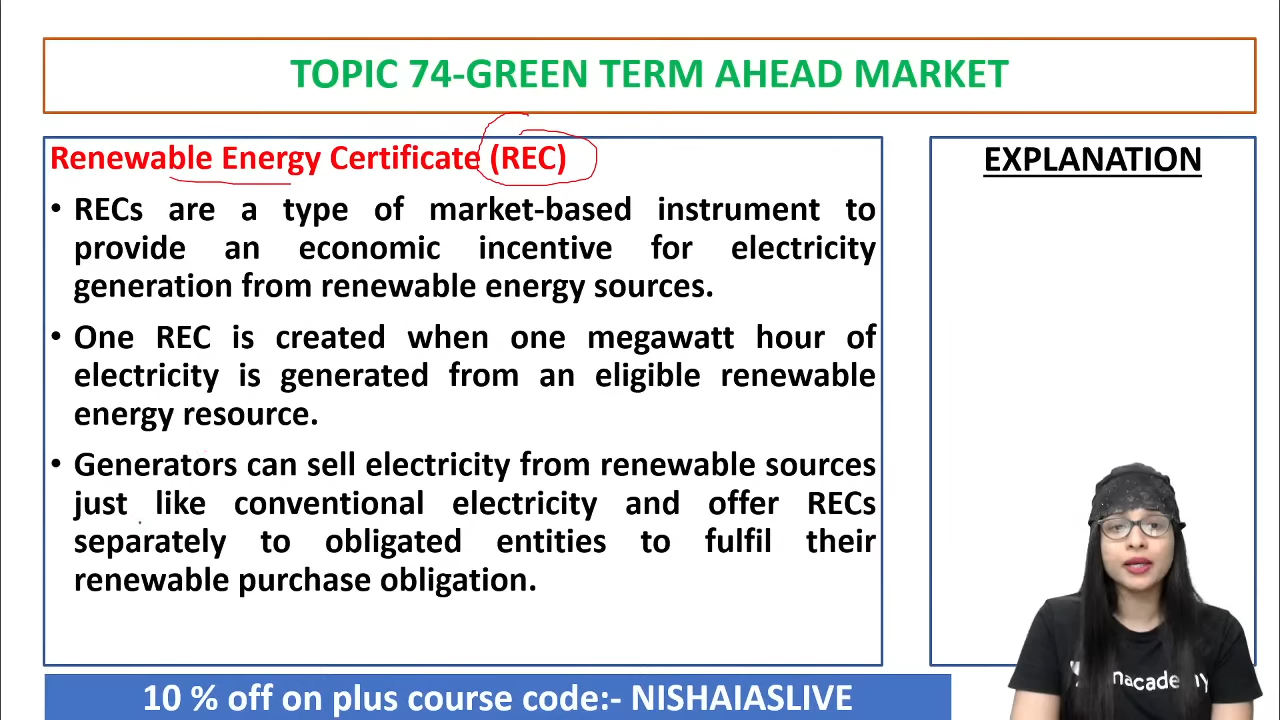 TOPIC 74-GREEN TERM AHEAD MARKET
Renewable Energy Certificate (REC)
• RECs are a type of market-based instrument to
provide an economic incentive for electricity
generation from renewable energy sources.
• One REC is created when one megawatt hour of
electricity is generated from an eligible renewable
energy resource.
• Generators can sell electricity from renewable sources
just like conventional electricity and offer RECs
separately to obligated entities to fulfil their
renewable purchase obligation.
EXPLANATION
10 % off on plus course code:- NISHAIASLIVE